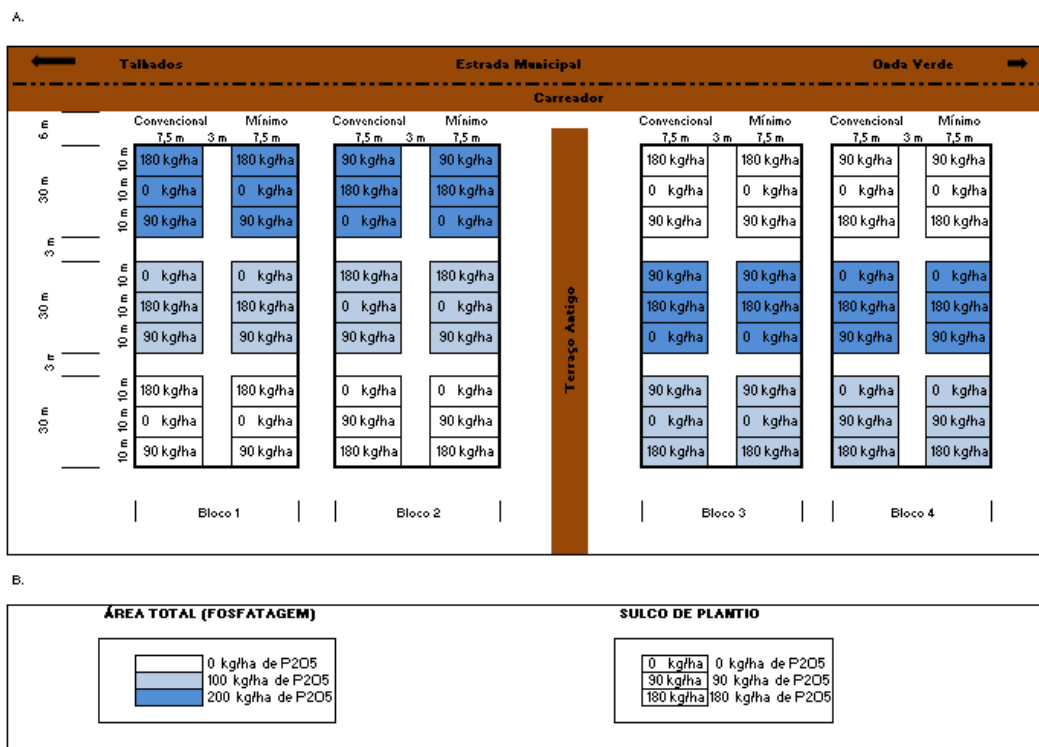 A.
Talhados Estrada Municipal Onda Verde
Carreador
6 m Convencional Mínimo Convencional Mínimo Convencional Mínimo Convencional Mínimo
7,5 m 3 m 7,5 m 7,5 m 3 m 7,5 m 7,5 m 3 m 7,5 m 7,5 m 3 m 7,5 m
30 m
10 m 180 kg/ha 180 kg/ha 90 kg/ha 90 kg/ha 180 kg/ha 180 kg/ha 90 kg/ha 90 kg/ha
10 m 0 kg/ha 0 kg/ha 180 kg/ha 180 kg/ha 0 kg/ha 0 kg/ha 0 kg/ha 0 kg/ha
10 m 90 kg/ha 90 kg/ha 0 kg/ha 0 kg/ha 90 kg/ha 90 kg/ha 180 kg/ha 180 kg/ha
3 m
30 m
10 m 0 kg/ha 0 kg/ha 180 kg/ha 180 kg/ha 90 kg/ha 90 kg/ha 0 kg/ha 0 kg/ha
10 m 180 kg/ha 180 kg/ha 0 kg/ha 0 kg/ha 180 kg/ha 180 kg/ha 180 kg/ha 180 kg/ha
10 m 90 kg/ha 90 kg/ha 90 kg/ha 90 kg/ha 0 kg/ha 0 kg/ha 90 kg/ha 90 kg/ha
3 m
30 m
10 m 180 kg/ha 180 kg/ha 0 kg/ha 0 kg/ha 90 kg/ha 90 kg/ha 0 kg/ha 0 kg/ha
10 m 0 kg/ha 0 kg/ha 90 kg/ha 90 kg/ha 0 kg/ha 0 kg/ha 90 kg/ha 90 kg/ha
10 m 90 kg/ha 90 kg/ha 180 kg/ha 180 kg/ha 180 kg/ha 180 kg/ha 180 kg/ha 180 kg/ha
Terraço Antigo
Bloco 1 Bloco 2 Bloco 3 Bloco 4
B.
ÁREA TOTAL (FOSFATAGEM) SULCO DE PLANTIO
0 kg/ha de P2O5 0 kg/ha 0 kg/ha de P2O5
100 kg/ha de P2O5 90 kg/ha 90 kg/ha de P2O5
200 kg/ha de P2O5 180 kg/ha 180 kg/ha de P2O5